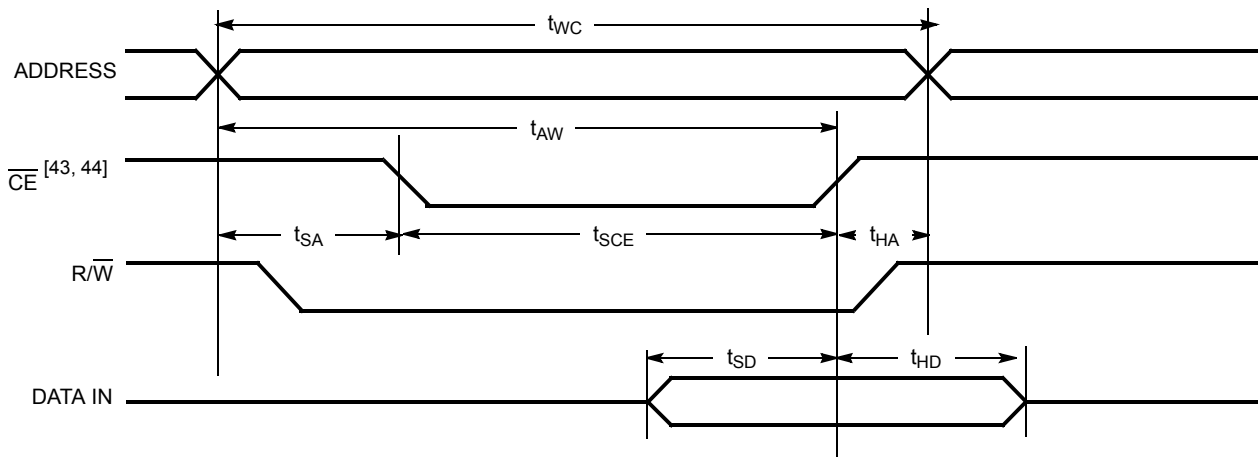 tWC
ADDRESS
tAW
CE [43, 44]
tSA
tSCE
tHA
R/W
tSD
tHD
DATA IN